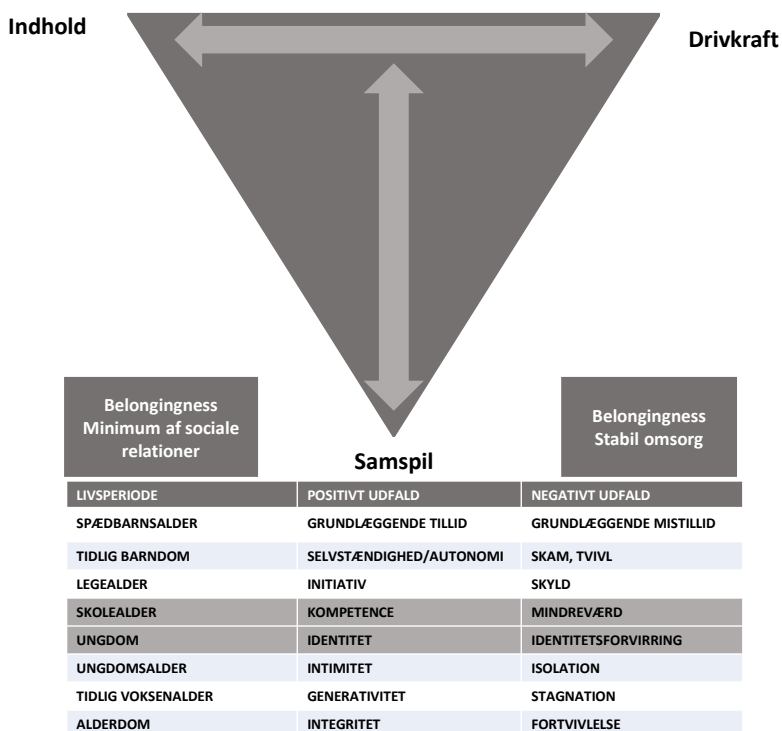 Indhold
Drivkraft
Belongingness
Minimum af sociale
relationer
Belongingness
Stabil omsorg
Samspil
LIVSPERIODE POSITIVT UDFALD NEGATIVT UDFALD
SPÆDBARNSALDER GRUNDLÆGGENDE TILLID GRUNDLÆGGENDE MISTILLID
TIDLIG BARNDOM SELVSTÆNDIGHED/AUTONOMI SKAM, TVIVL
LEGEALDER INITIATIV SKYLD
SKOLEALDER KOMPETENCE MINDREVÆRD
UNGDOM IDENTITET IDENTITETSFORVIRRING
UNGDOMSALDER INTIMITET ISOLATION
TIDLIG VOKSENALDER GENERATIVITET STAGNATION
ALDERDOM INTEGRITET FORTVIVLELSE